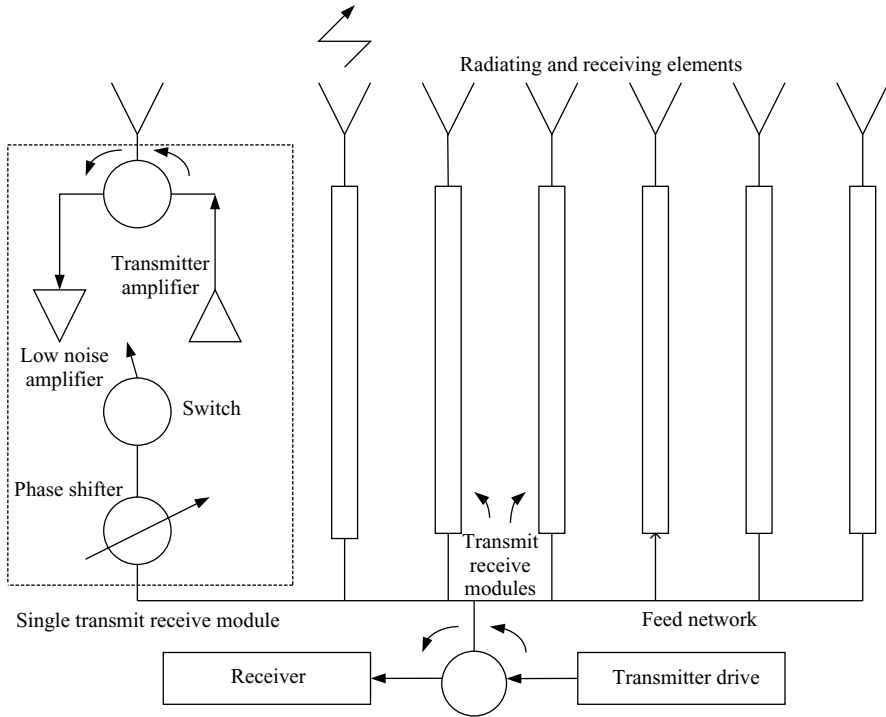 Radiating and receiving elements
Transmitter
amplifier
Low noise
amplifier
Switch
Phase shifter
Transmit
receive
modules
Single transmit receive module
Feed network
Receiver
Transmitter drive